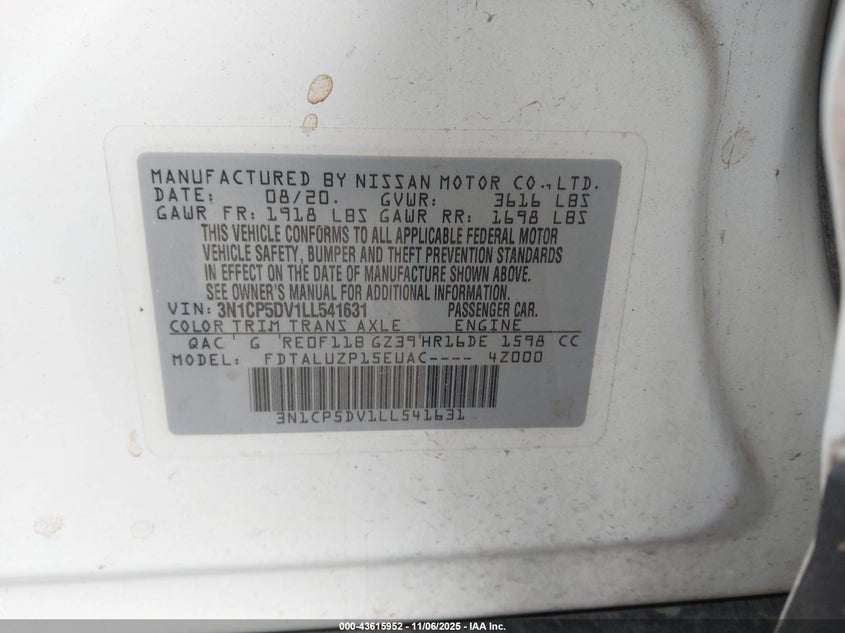 MANUFACTURED BY NISSAN MOTOR CO., LTD.
DATE: 08/20. GVWR: 3616 LBS
GAWR FR: 1918 LBS GAWR RR: 1698 LBS
THIS VEHICLE CONFORMS TO ALL APPLICABLE FEDERAL MOTOR
VEHICLE SAFETY, BUMPER AND THEFT PREVENTION STANDARDS
IN EFFECT ON THE DATE OF MANUFACTURE SHOWN ABOVE.
SEE OWNER'S MANUAL FOR ADDITIONAL INFORMATION.
VIN: 3N1CP5DV1LL541631 PASSENGER CAR.
COLOR TRIM TRANS AXLE ENGINE
QAC G RE0F11B GZ39 HR16DE 1598 CC
MODEL: FDTALUZP15EUAC---- 4Z000
3N1CP5DV1LL541631
000-43615952 - 11/06/2025 - IAA Inc.